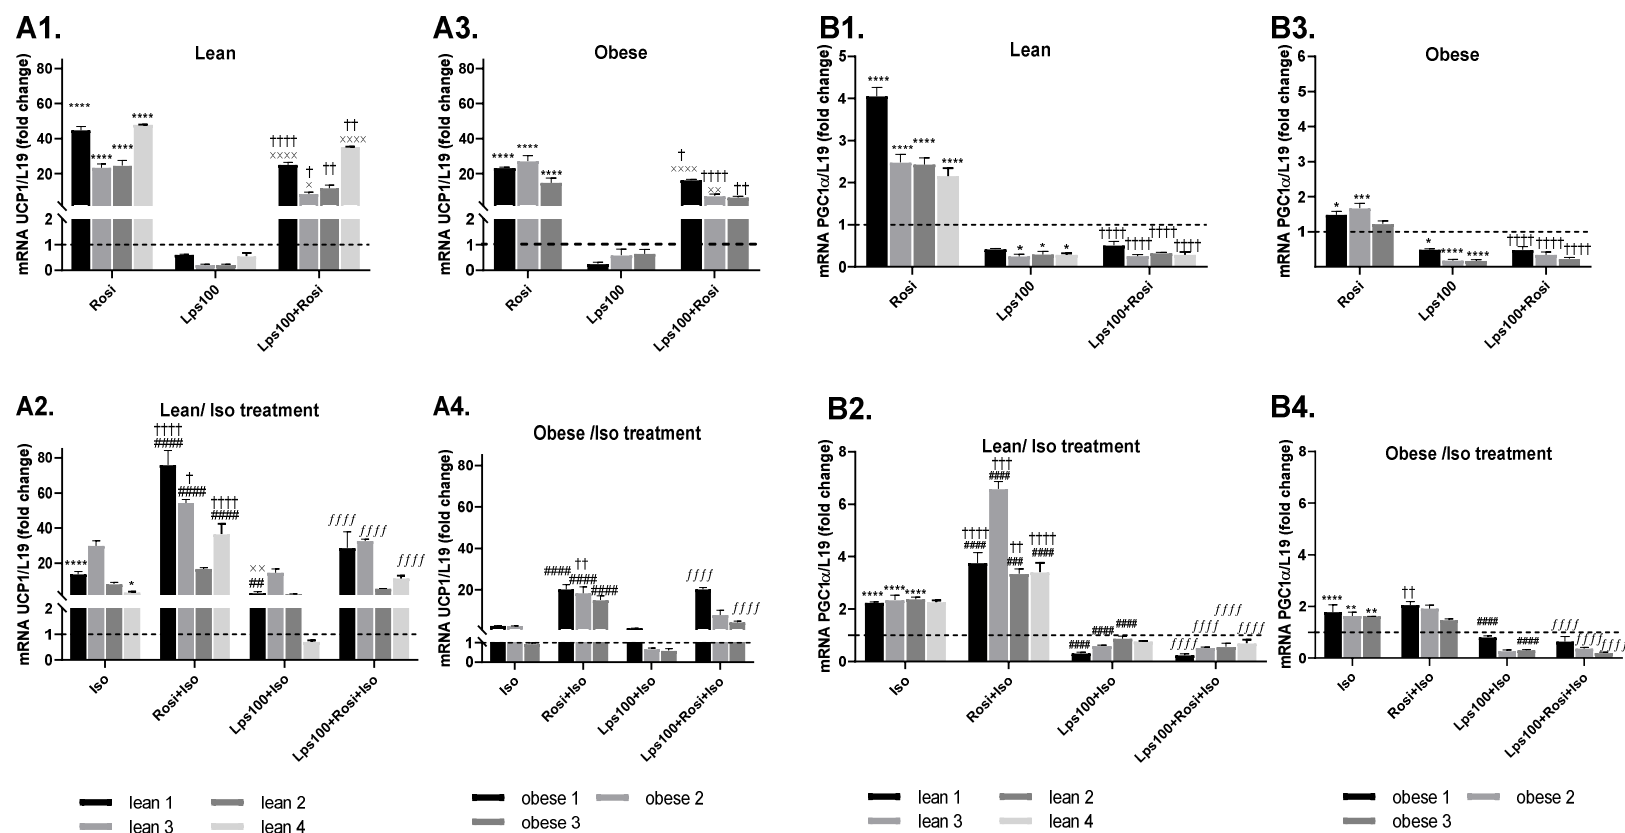 A1.
Lean
mRNA UCP1/L19 (fold change)
80
60
40
20
2
1
0
****
****
****
****
††††
××××
†
×
††
††
××××
Rosi
Lps100
Lps100+Rosi
A3.
Obese
mRNA UCP1/L19 (fold change)
80
60
40
20
2
1
0
****
****
****
†
××××
††††
××
††
Rosi
Lps100
Lps100+Rosi
B1.
Lean
mRNA PGC1α/L19 (fold change)
5
4
3
2
1
0
****
****
****
****
*
*
*
††††
††††
††††
††††
Rosi
Lps100
Lps100+Rosi
B3.
Obese
mRNA PGC1α/L19 (fold change)
6
5
4
3
2
1
*
***
*
****
****
††††
††††
††††
Rosi
Lps100
Lps100+Rosi
A2.
Lean/ Iso treatment
mRNA UCP1/L19 (fold change)
80
60
40
20
2
1
0
****
*
††††
####
†
####
††††
####
××
##
ƒƒƒƒ
ƒƒƒƒ
ƒƒƒƒ
Iso
Rosi+Iso
Lps100+Iso
Lps100+Rosi+Iso
A4.
Obese /Iso treatment
mRNA UCP1/L19 (fold change)
80
60
40
20
1
0
####
††
####
####
ƒƒƒƒ
ƒƒƒƒ
Iso
Rosi+Iso
Lps100+Iso
Lps100+Rosi+Iso
B2.
Lean/ Iso treatment
mRNA PGC1α/L19 (fold change)
8
6
4
2
0
****
****
****
††††
####
†††
####
††
###
††††
####
####
####
####
ƒƒƒƒ
ƒƒƒƒ
ƒƒƒƒ
ƒƒƒƒ
Iso
Rosi+Iso
Lps100+Iso
Lps100+Rosi+Iso
B4.
Obese /Iso treatment
mRNA PGC1α/L19 (fold change)
8
6
4
2
1
0
****
**
**
††
####
####
ƒƒƒƒ
ƒƒƒƒ
ƒƒƒƒ
Iso
Rosi+Iso
Lps100+Iso
Lps100+Rosi+Iso
lean 1
lean 2
lean 3
lean 4
obese 1
obese 2
obese 3
lean 1
lean 2
lean 3
lean 4
obese 1
obese 2
obese 3